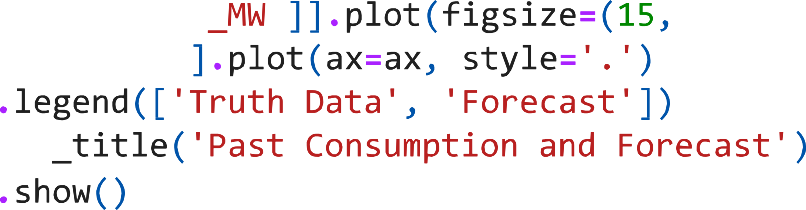 _MW ]].plot(figsize=(15,
].plot(ax=ax, style='.')
.legend(['Truth Data', 'Forecast'])
_title('Past Consumption and Forecast')
.show()